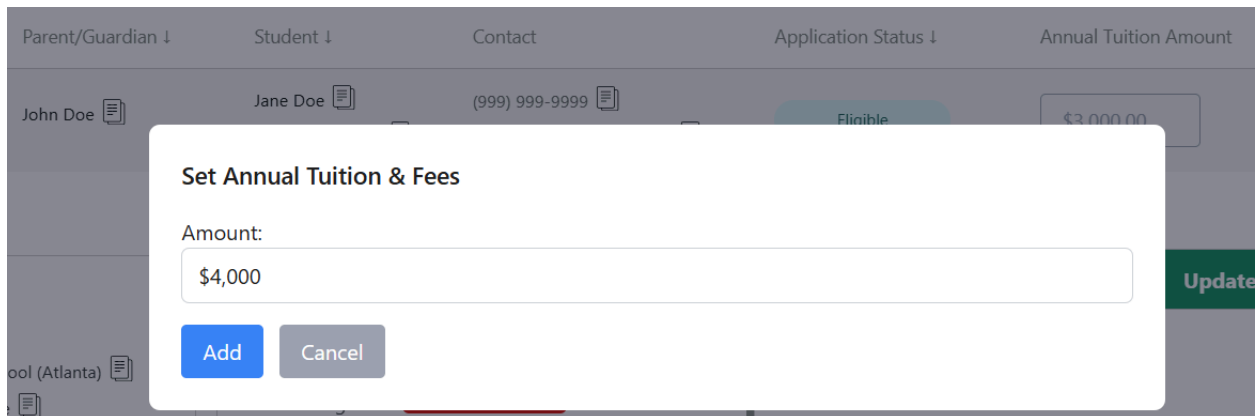 Parent/Guardian ↓ Student ↓ Contact Application Status ↓ Annual Tuition Amount
John Doe Jane Doe (999) 999-9999 Eligible $3,000.00
Set Annual Tuition & Fees
Amount:
$4,000
Update
Add Cancel
ool (Atlanta)